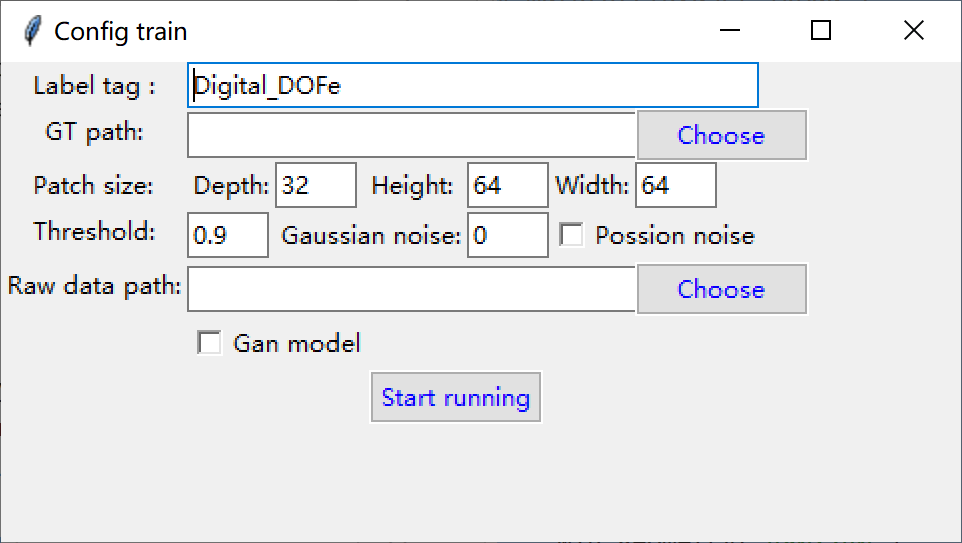 Config train
Label tag : Digital_DOFe
GT path: Choose
Patch size: Depth: 32 Height: 64 Width: 64
Threshold: 0.9 Gaussian noise: 0 Possion noise
Raw data path: Choose
Gan model
Start running